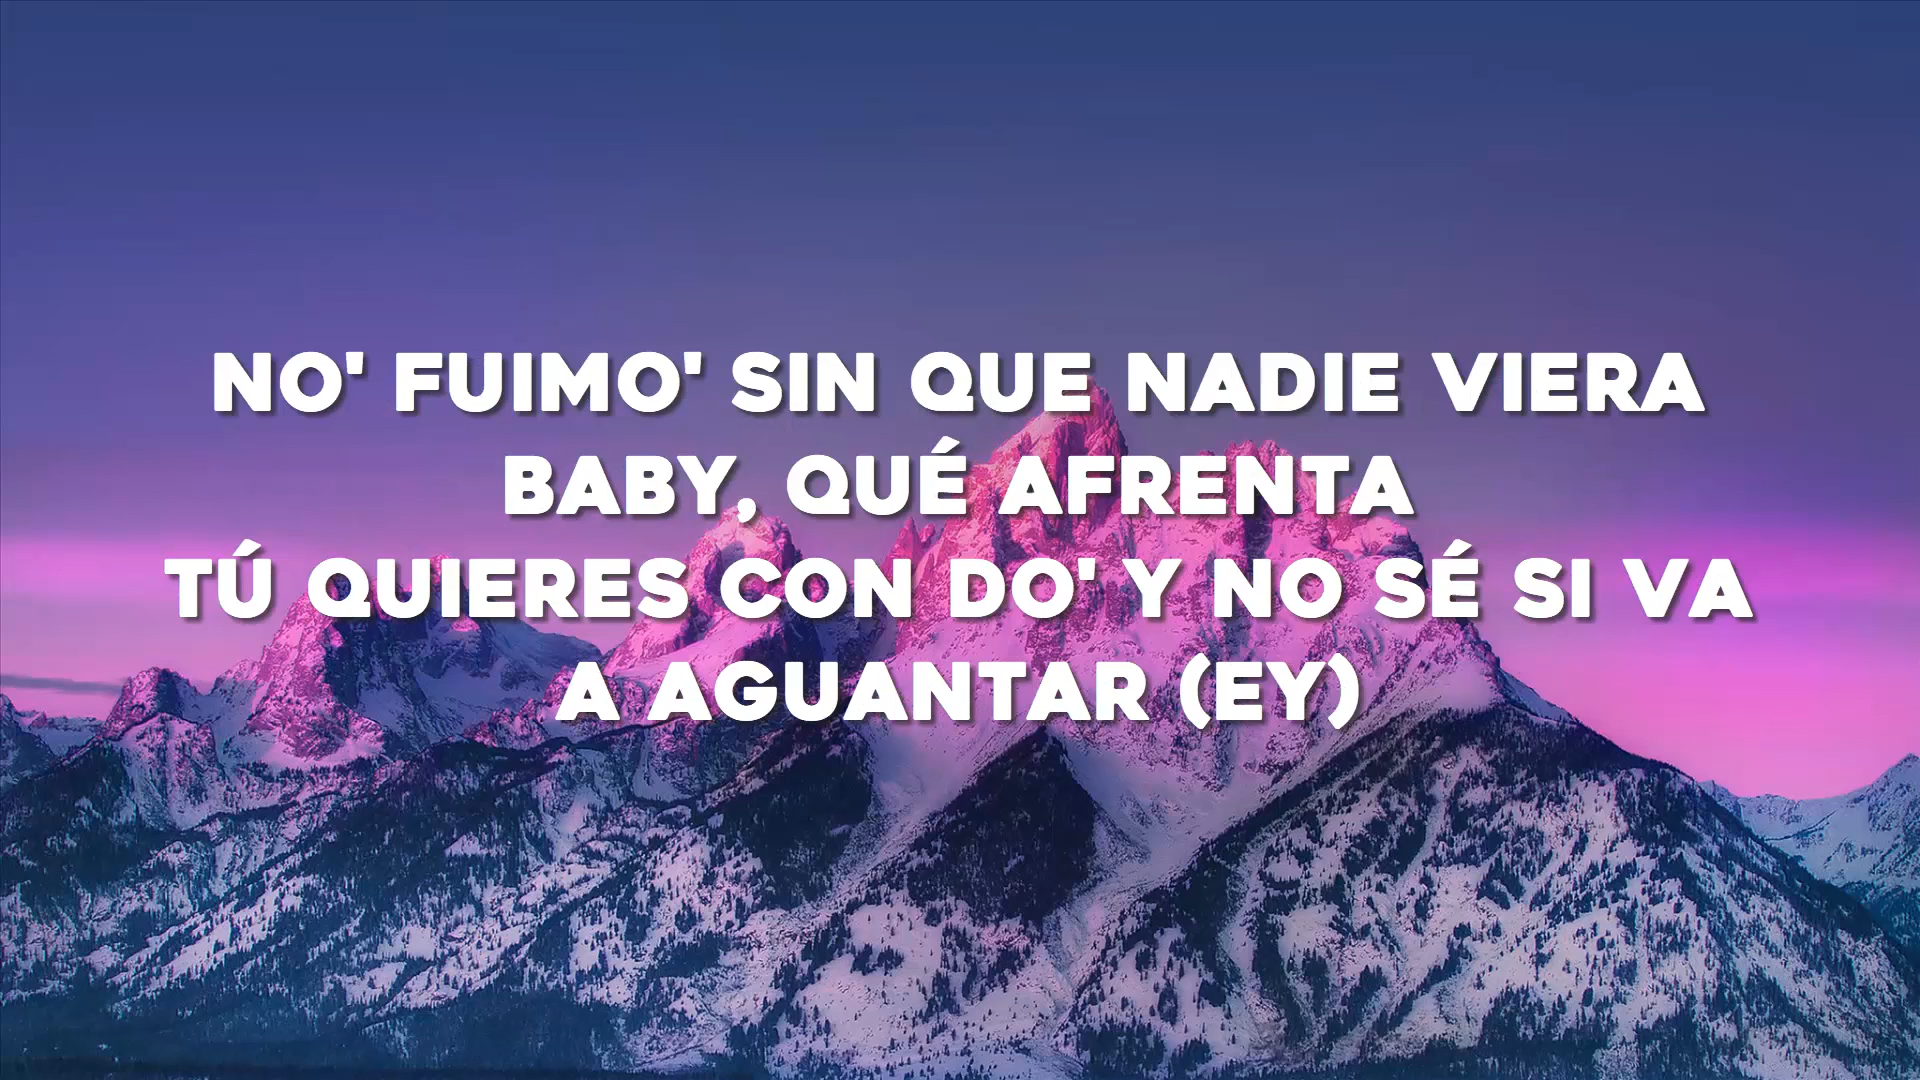 NO' FUIMO' SIN QUE NADIE VIERA
BABY, QUÉ AFRENTA
TÚ QUIERES CON DO' Y NO SÉ SI VA
A AGUANTAR (EY)